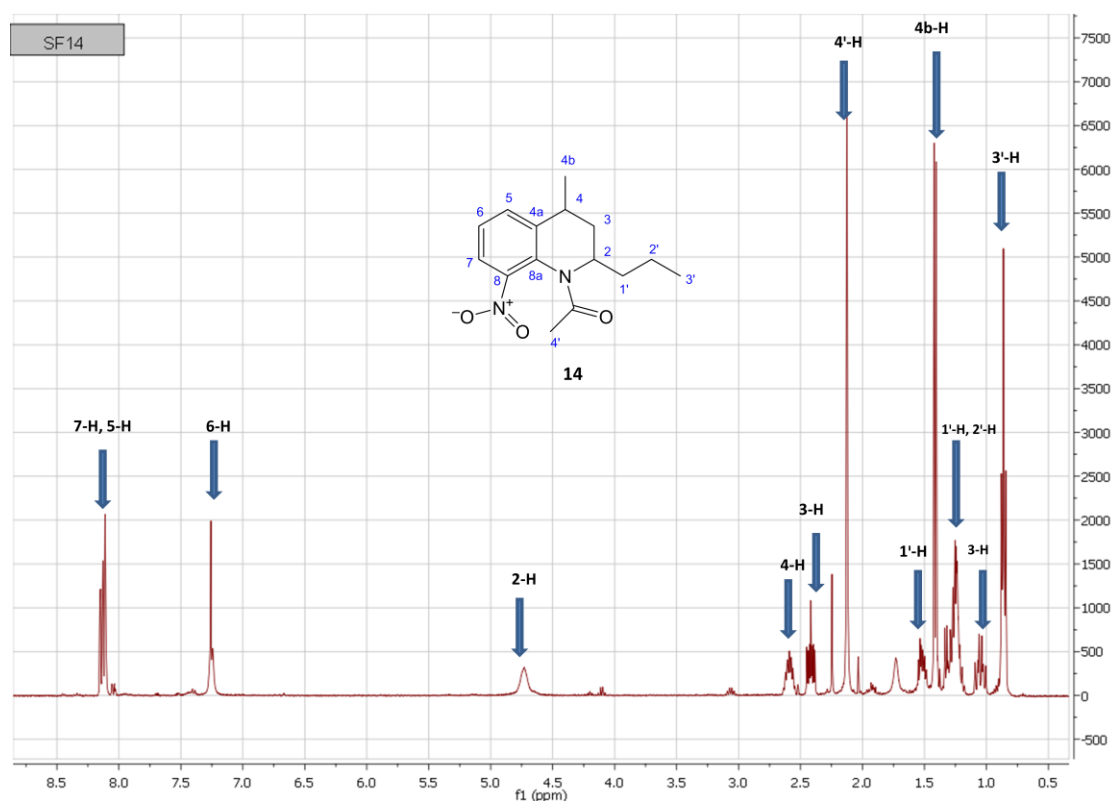 SF14
4'-H
4b-H
3'-H
7-H, 5-H
6-H
2-H
4-H
3-H
1'-H
1'-H, 2'-H
3-H
4b
5
4
6
4a
3
7
2
2'
8
8a
N
1'
3'
N+
−O
O
O
4'
14
7500
7000
6500
6000
5500
5000
4500
4000
3500
3000
2500
2000
1500
1000
500
0
-500
8.5 8.0 7.5 7.0 6.5 6.0 5.5 5.0 4.5 4.0 3.5 3.0 2.5 2.0 1.5 1.0 0.5
f1 (ppm)